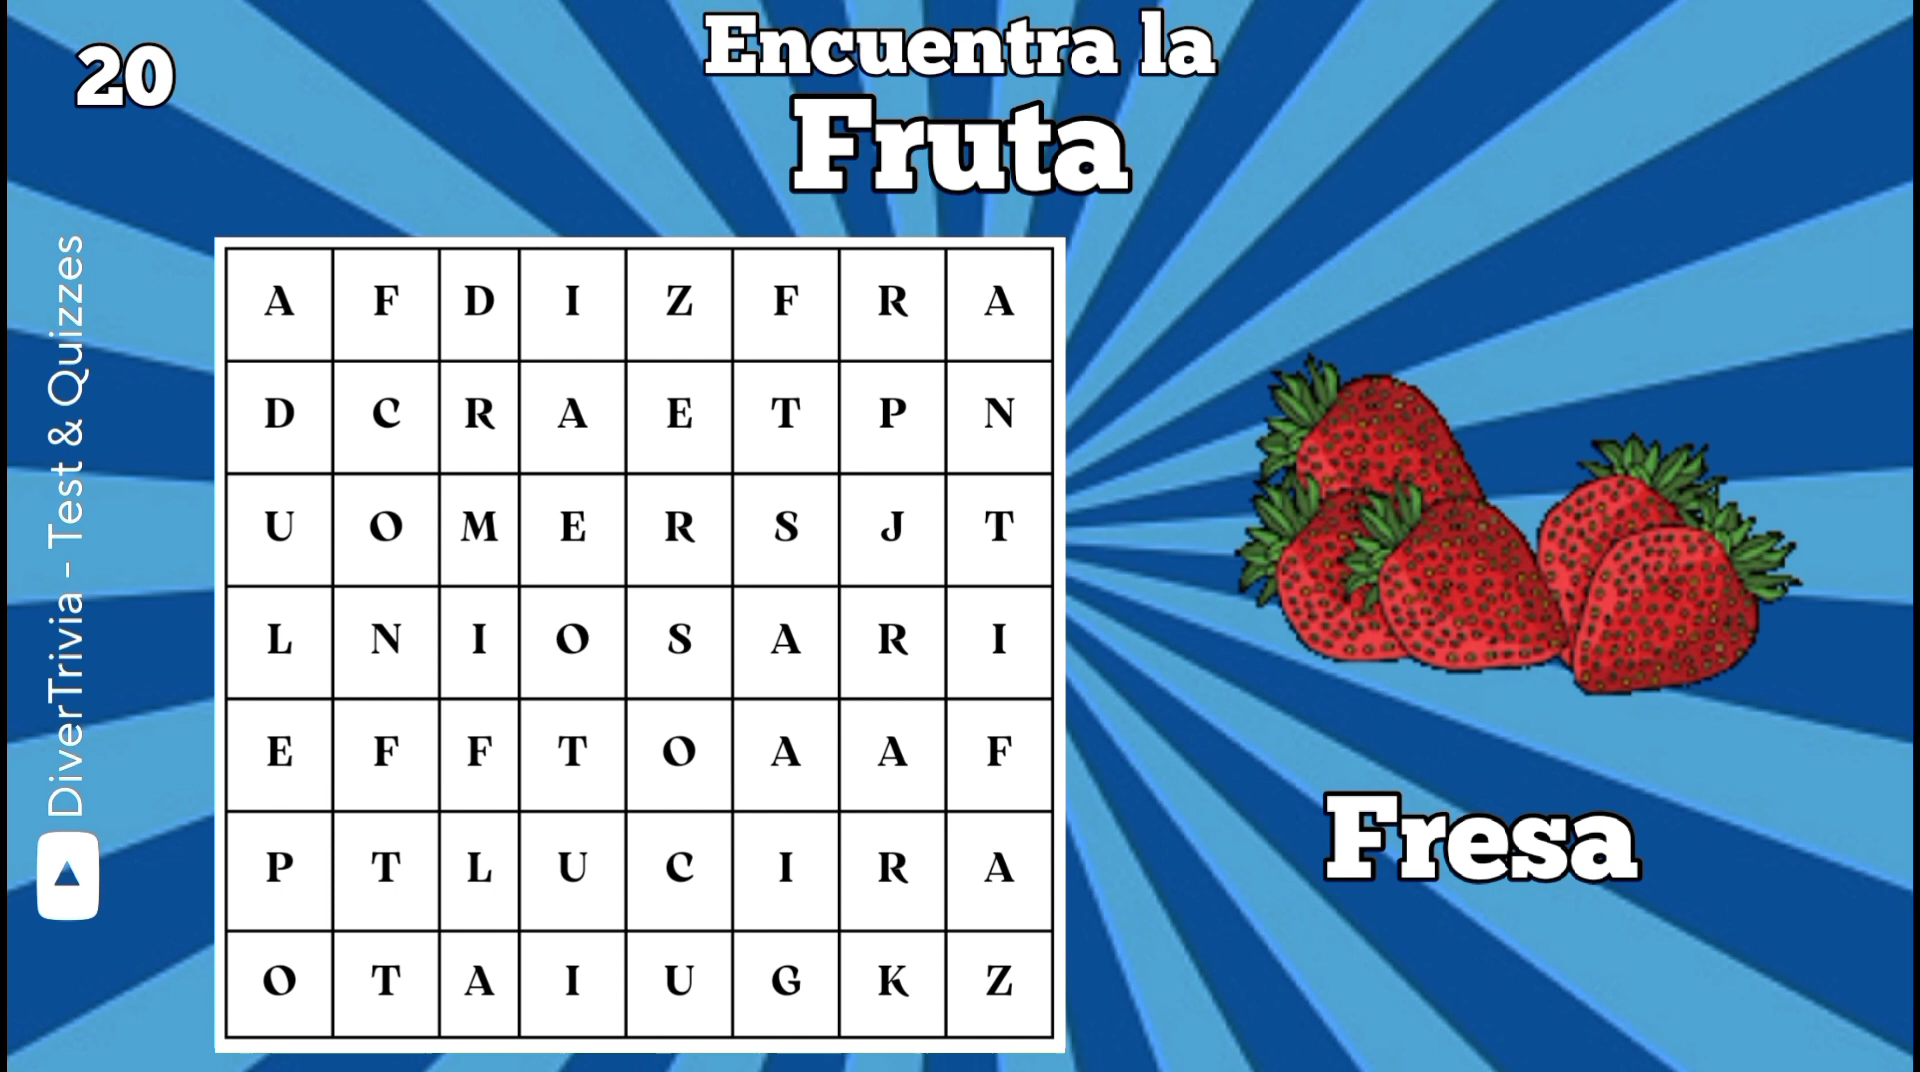 20
Encuentra la
Fruta
A F D I Z F R A
D C R A E T P N
U O M E R S J T
L N I O S A R I
E F F T O A A F
P T L U C I R A
O T A I U G K Z
Fresa
DiverTrivia - Test & Quizzes